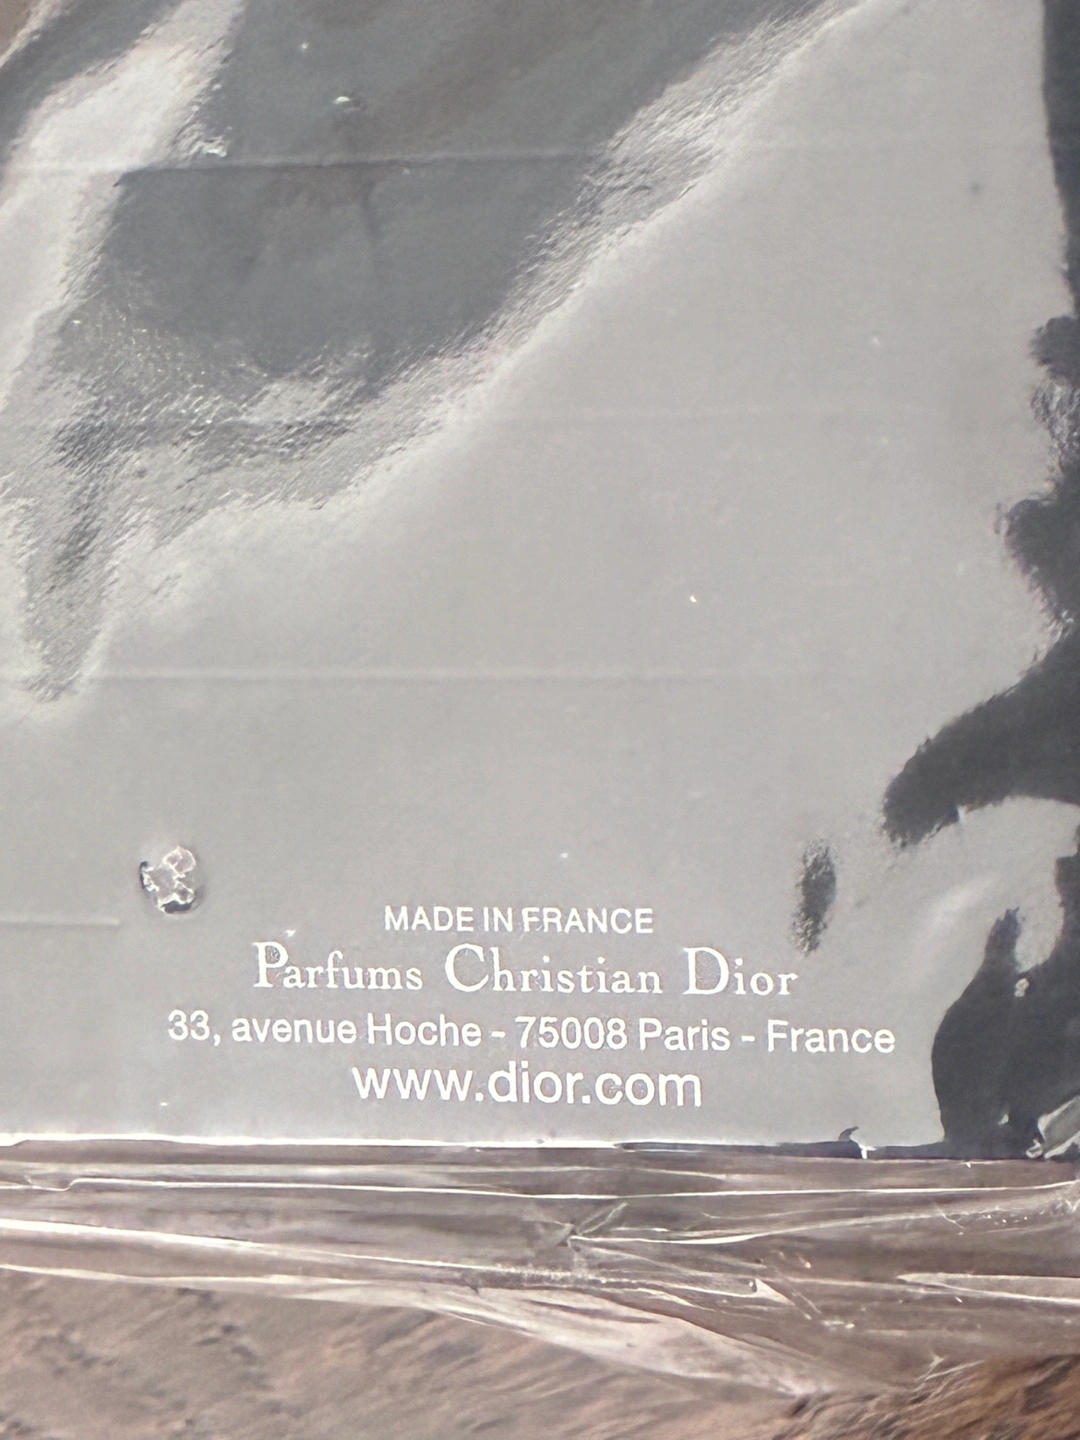 MADE IN FRANCE
Parfums Christian Dior
33, avenue Hoche - 75008 Paris - France
www.dior.com